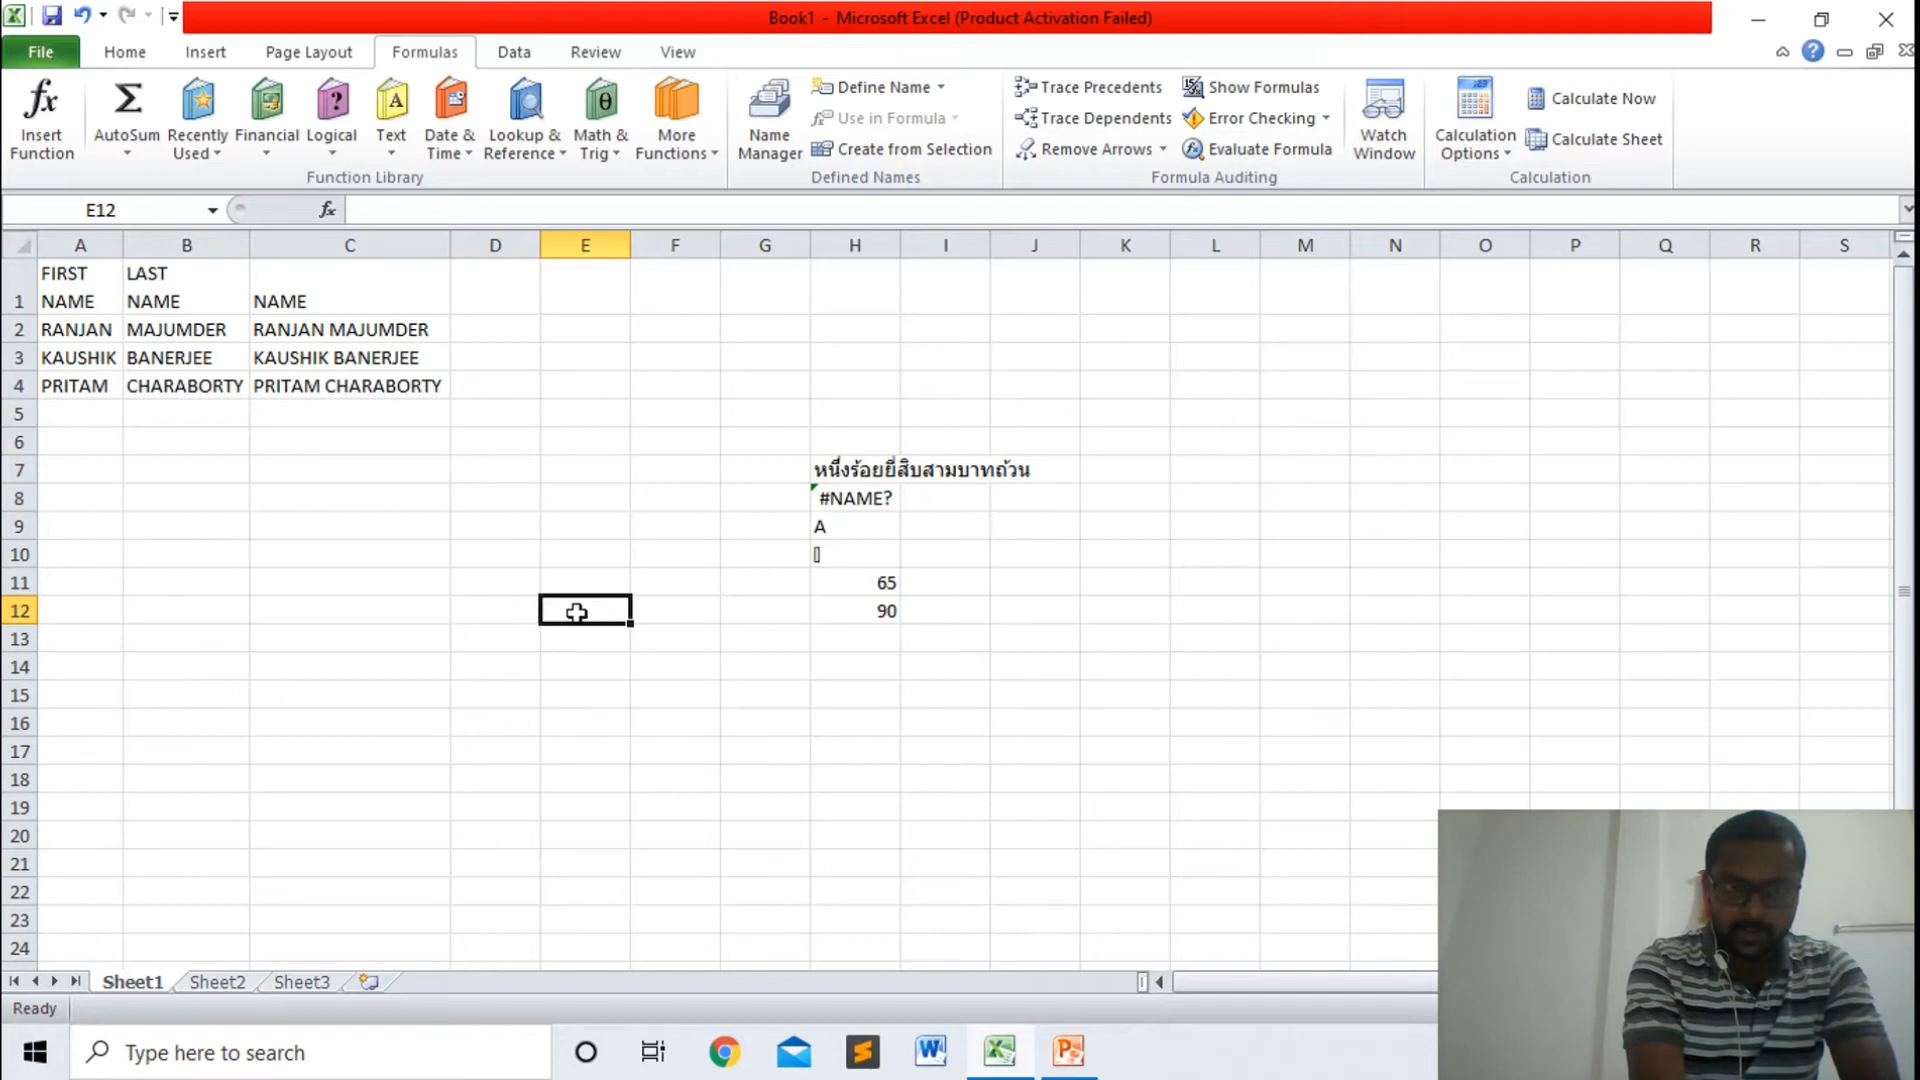 Book1 - Microsoft Excel (Product Activation Failed)
File Home Insert Page Layout Formulas Data Review View
Insert Function
AutoSum
Recently Used
Financial
Logical
Text
Date & Time
Lookup & Reference
Math & Trig
More Functions
Function Library
Name Manager
Define Name
Use in Formula
Create from Selection
Defined Names
Trace Precedents
Trace Dependents
Remove Arrows
Show Formulas
Error Checking
Evaluate Formula
Formula Auditing
Watch Window
Calculation Options
Calculate Now
Calculate Sheet
Calculation
E12 fx
A B C D E F G H I J K L M N O P Q R S
FIRST LAST
1 NAME NAME NAME
2 RANJAN MAJUMDER RANJAN MAJUMDER
3 KAUSHIK BANERJEE KAUSHIK BANERJEE
4 PRITAM CHARABORTY PRITAM CHARABORTY
5
6
7 หนึ่งร้อยยี่สิบสามบาทถ้วน
8 #NAME?
9 A
10
11 65
12 90
13
14
15
16
17
18
19
20
21
22
23
24
Sheet1 Sheet2 Sheet3
Ready
Type here to search